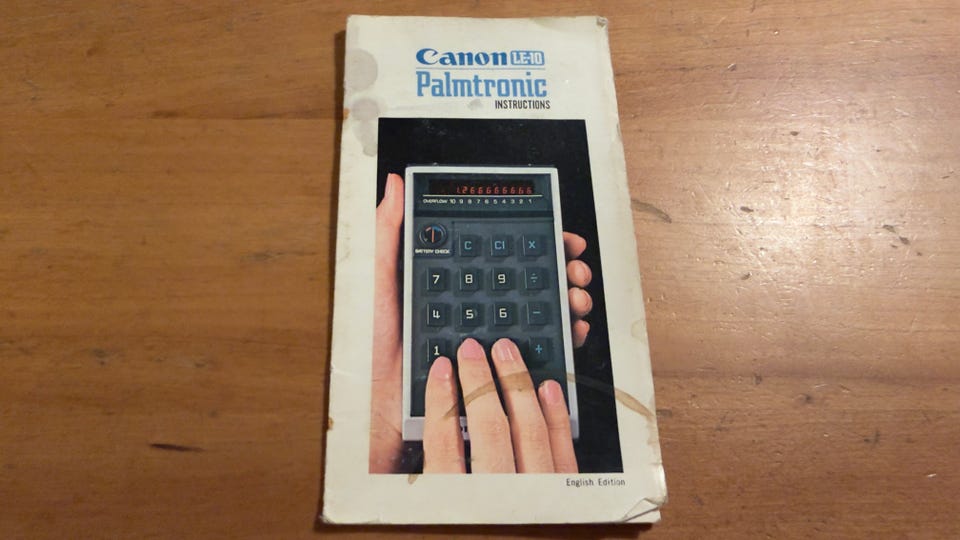 Canon LE-10
Palmtronic
INSTRUCTIONS
1.266666666
OVERFLOW 10 9 8 7 6 5 4 3 2 1
BATTERY CHECK C CI X
7 8 9 ÷
4 5 6 −
1 +
English Edition